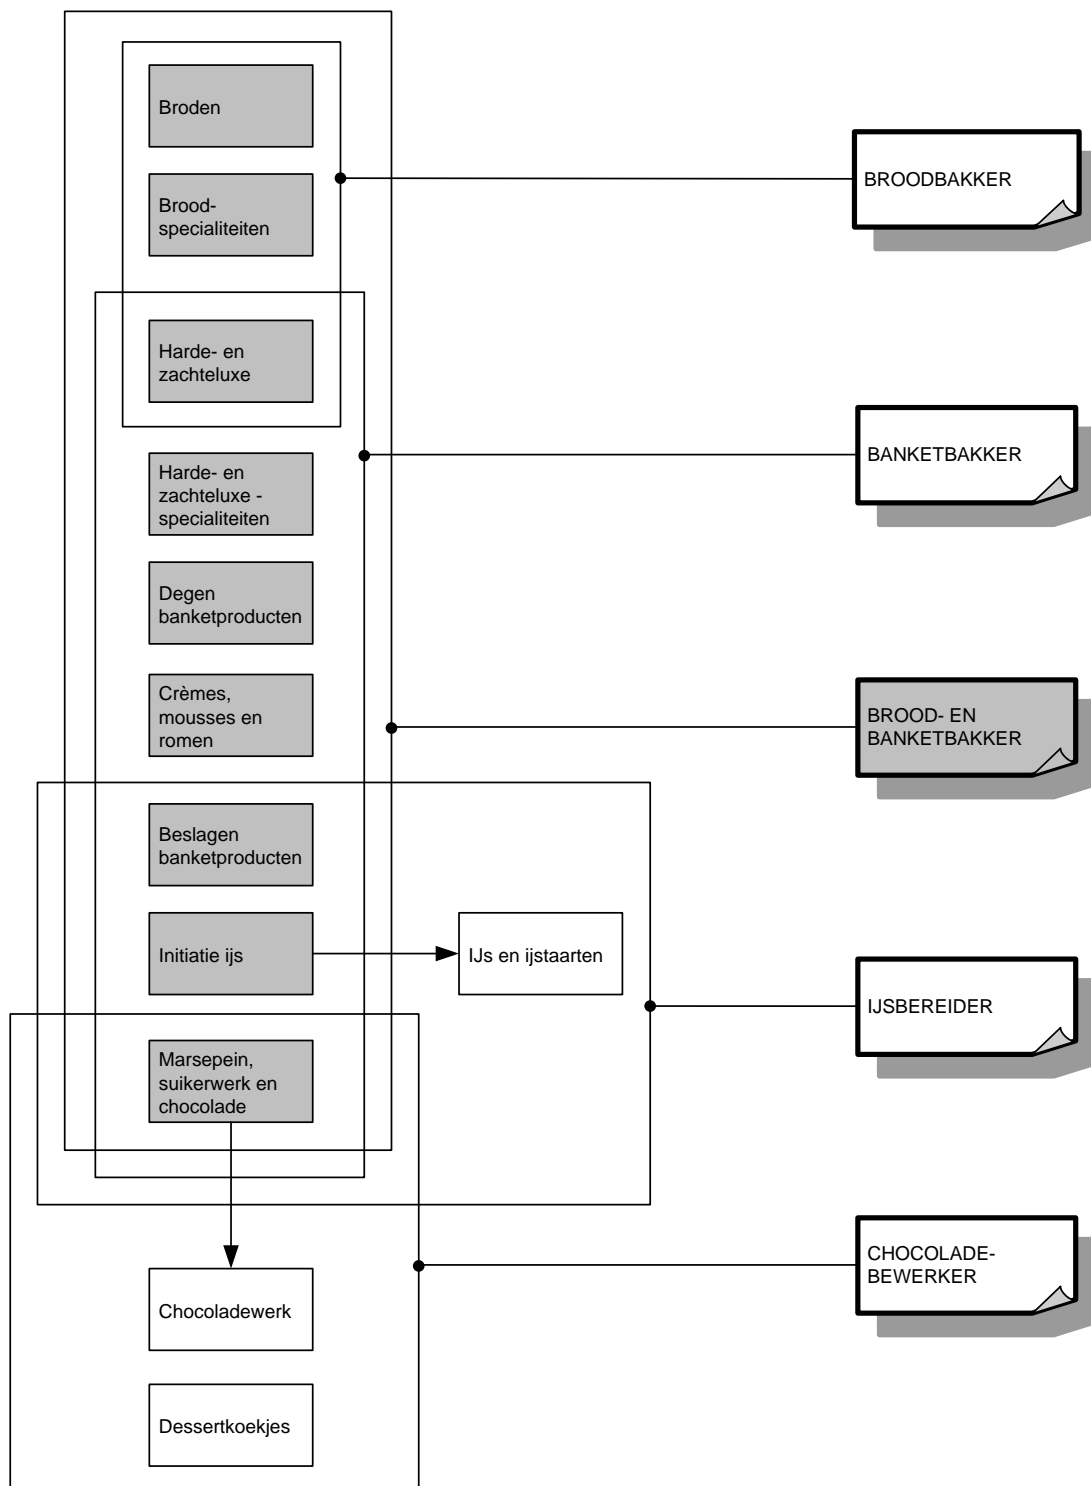 Broden
Brood-
specialiteiten
Harde- en
zachteluxe
Harde- en
zachteluxe -
specialiteiten
Degen
banketproducten
Crèmes,
mousses en
romen
Beslagen
banketproducten
Initiatie ijs
IJs en ijstaarten
Marsepein,
suikerwerk en
chocolade
Chocoladewerk
Dessertkoekjes
BROODBAKKER
BANKETBAKKER
BROOD- EN
BANKETBAKKER
IJSBEREIDER
CHOCOLADE-
BEWERKER